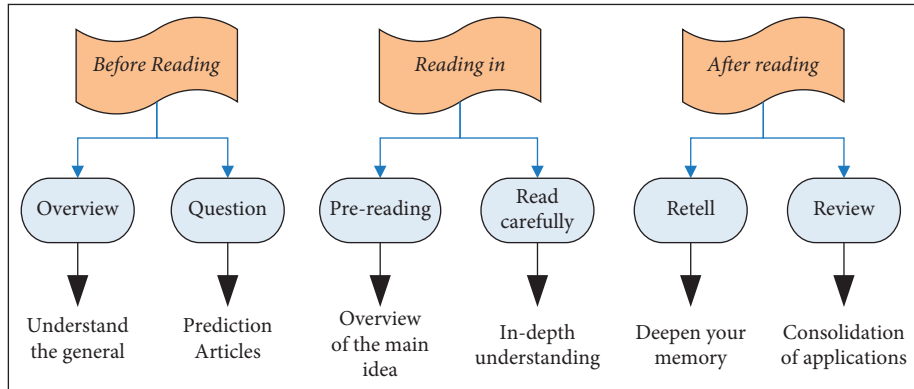 Before Reading
Reading in
After reading
Overview
Question
Pre-reading
Read
carefully
Retell
Review
Understand
the general
Prediction
Articles
Overview
of the main
idea
In-depth
understanding
Deepen your
memory
Consolidation
of applications